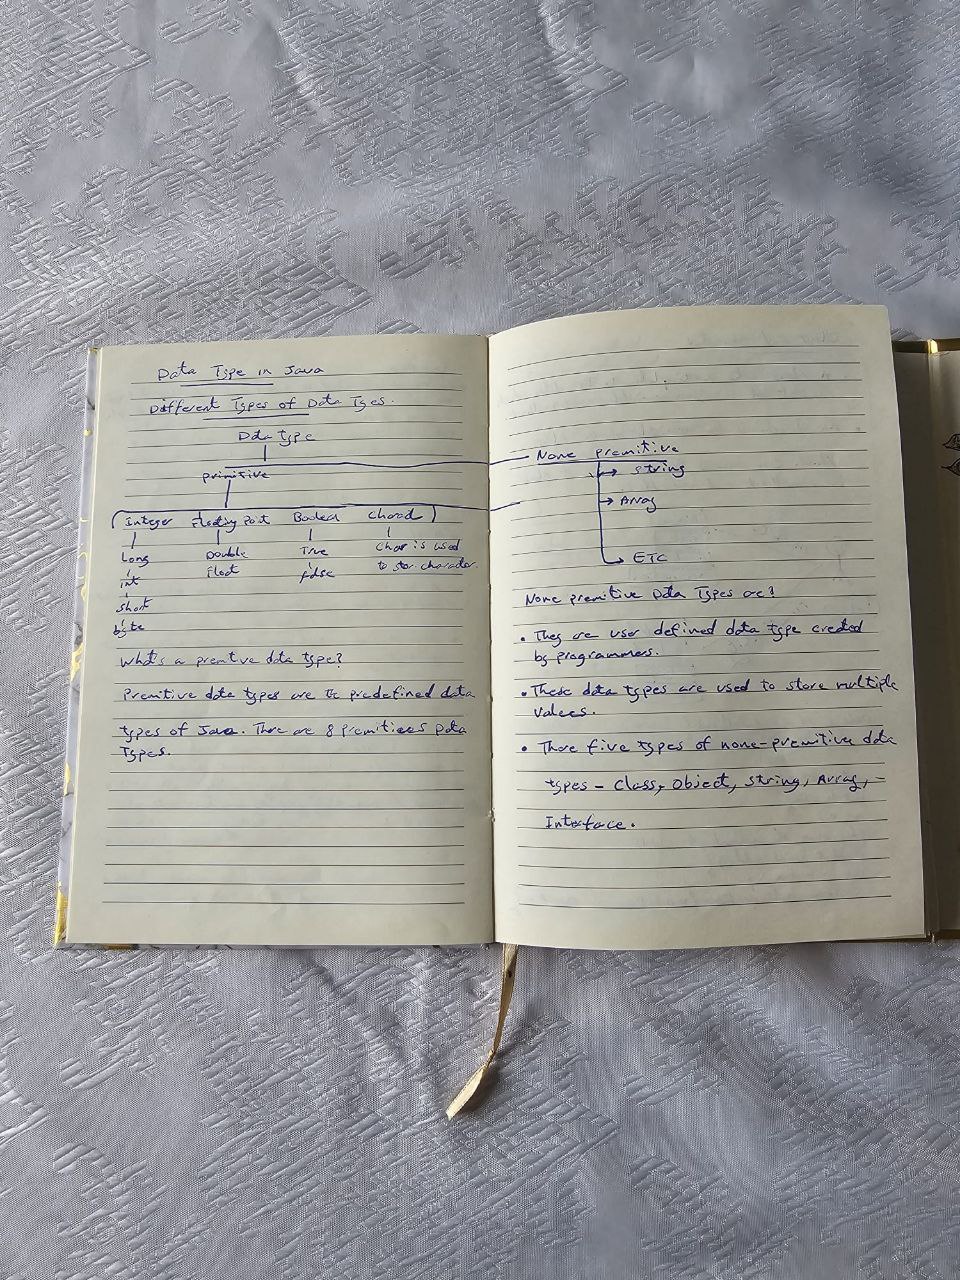 Data Type in Java
Different Types of Data Tyes.
Data type
primitive
Integer Floating Point Boolean
Long Double True Char is used
int Float false to stor character.
short
byte
What's a premtive data type?
Premitive data types are the predefined data
types of Java. There are 8 premitives Data
Types.
None premitive
String
Array
ETC
None premitive Data Types are?
• They are user defined data type created
by programmers.
• These data types are used to store multiple
values.
• There five types of none-premitive data
types - Class, Object, String, Array, -
Interface.